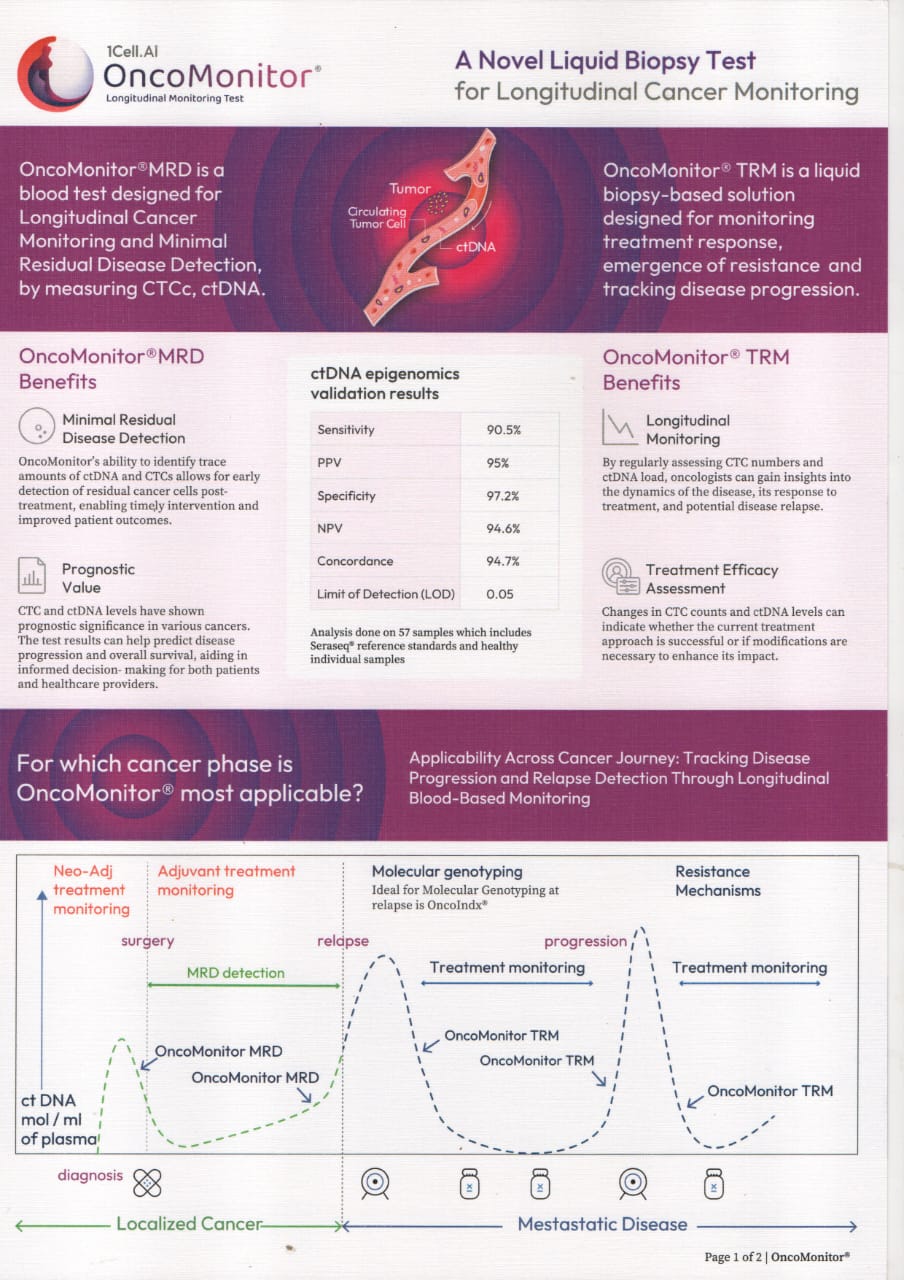 1Cell.AI
OncoMonitor®
Longitudinal Monitoring Test
A Novel Liquid Biopsy Test
for Longitudinal Cancer Monitoring
OncoMonitor®MRD is a
blood test designed for
Longitudinal Cancer
Monitoring and Minimal
Residual Disease Detection,
by measuring CTCc, ctDNA.
Tumor
Circulating
Tumor Cell
ctDNA
OncoMonitor® TRM is a liquid
biopsy-based solution
designed for monitoring
treatment response,
emergence of resistance and
tracking disease progression.
OncoMonitor®MRD
Benefits
Minimal Residual
Disease Detection
OncoMonitor's ability to identify trace
amounts of ctDNA and CTCs allows for early
detection of residual cancer cells post-
treatment, enabling timely intervention and
improved patient outcomes.
Prognostic
Value
CTC and ctDNA levels have shown
prognostic significance in various cancers.
The test results can help predict disease
progression and overall survival, aiding in
informed decision- making for both patients
and healthcare providers.
ctDNA epigenomics
validation results
Sensitivity 90.5%
PPV 95%
Specificity 97.2%
NPV 94.6%
Concordance 94.7%
Limit of Detection (LOD) 0.05
Analysis done on 57 samples which includes
Seraseq® reference standards and healthy
individual samples
OncoMonitor® TRM
Benefits
Longitudinal
Monitoring
By regularly assessing CTC numbers and
ctDNA load, oncologists can gain insights into
the dynamics of the disease, its response to
treatment, and potential disease relapse.
Treatment Efficacy
Assessment
Changes in CTC counts and ctDNA levels can
indicate whether the current treatment
approach is successful or if modifications are
necessary to enhance its impact.
For which cancer phase is
OncoMonitor® most applicable?
Applicability Across Cancer Journey: Tracking Disease
Progression and Relapse Detection Through Longitudinal
Blood-Based Monitoring
Neo-Adj
treatment
monitoring
Adjuvant treatment
monitoring
Molecular genotyping
Ideal for Molecular Genotyping at
relapse is OncoIndx®
Resistance
Mechanisms
surgery
relapse
progression
MRD detection
Treatment monitoring
Treatment monitoring
OncoMonitor MRD
OncoMonitor MRD
OncoMonitor TRM
OncoMonitor TRM
OncoMonitor TRM
ct DNA
mol / ml
of plasma
diagnosis
x
x
x
Localized Cancer
Mestastatic Disease
Page 1 of 2 | OncoMonitor®